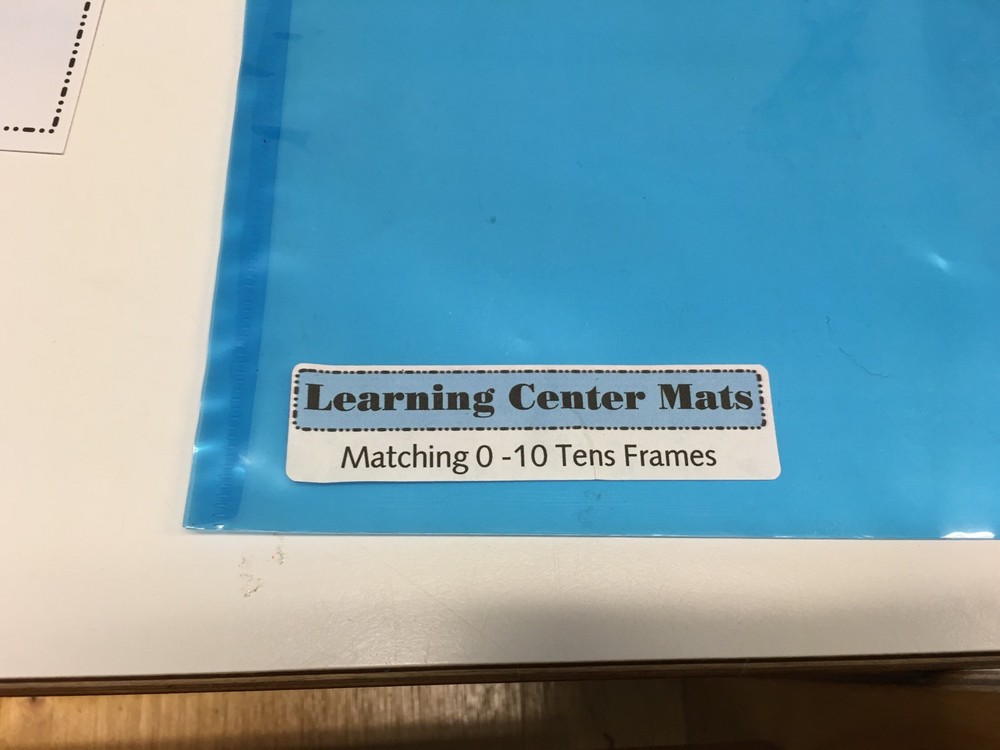 Learning Center Mats
Matching 0 -10 Tens Frames